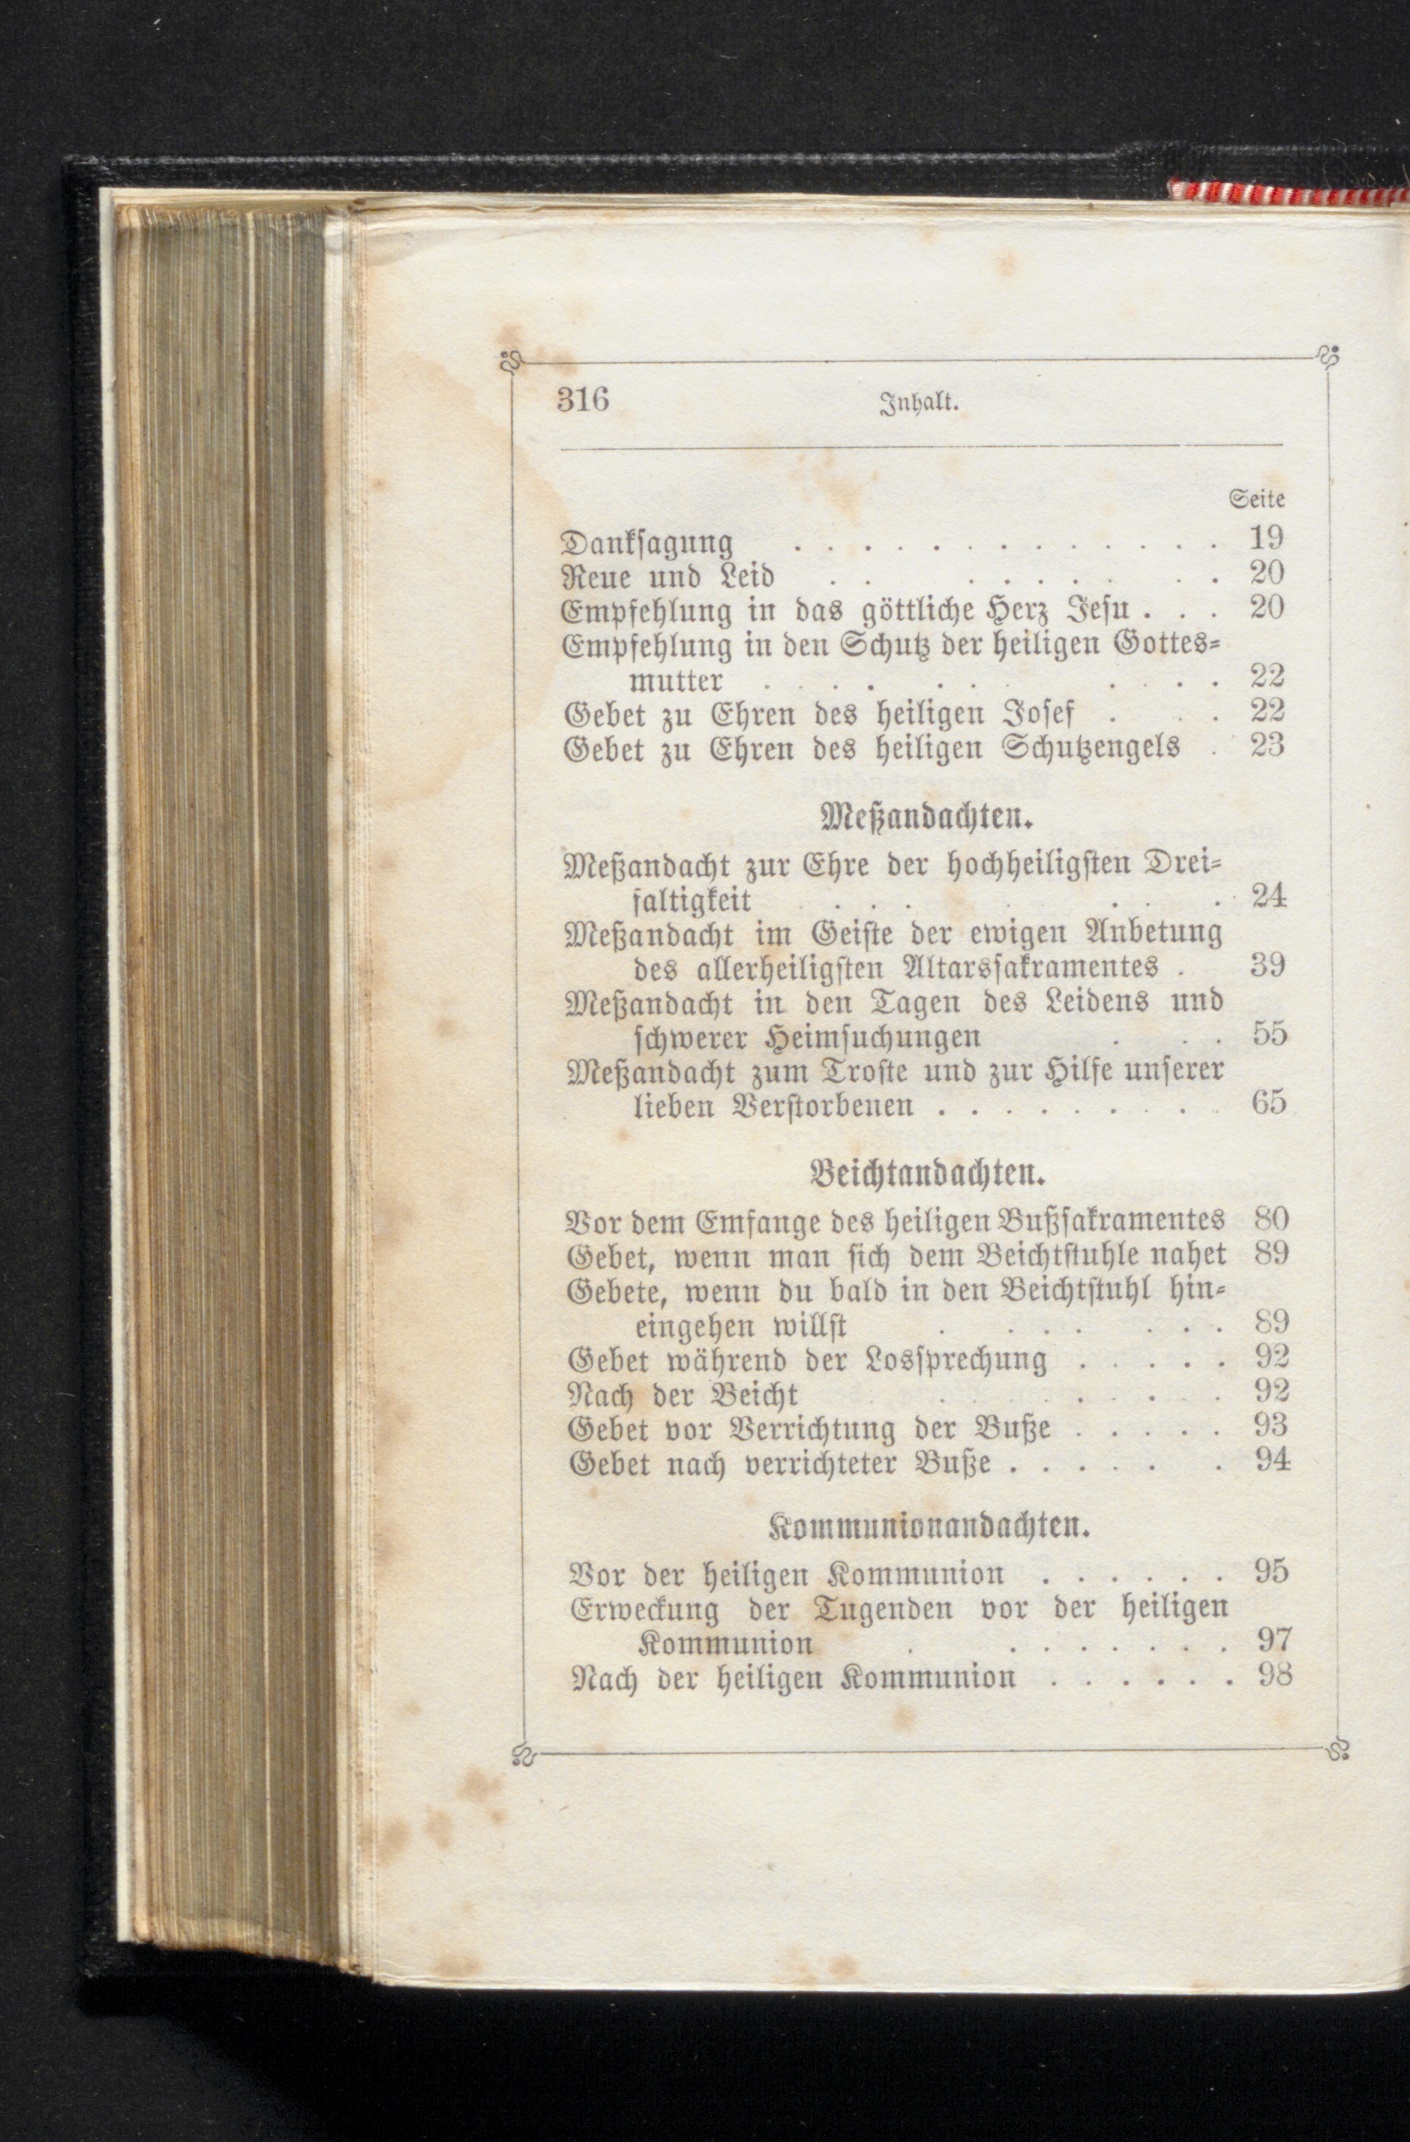 316 Inhalt.
Seite
Danksagung . . . . . . . . . . . . . 19
Reue und Leid . . . . . . . . . 20
Empfehlung in das göttliche Herz Jesu . . . 20
Empfehlung in den Schutz der heiligen Gottes-
mutter . . . . . . . . . . 22
Gebet zu Ehren des heiligen Josef . . . 22
Gebet zu Ehren des heiligen Schutzengels . 23
Meßandachten.
Meßandacht zur Ehre der hochheiligsten Drei-
faltigkeit . . . . . . 24
Meßandacht im Geiste der ewigen Anbetung
des allerheiligsten Altarssakramentes . 39
Meßandacht in den Tagen des Leidens und
schwerer Heimsuchungen . . . 55
Meßandacht zum Troste und zur Hilfe unserer
lieben Verstorbenen . . . . . . . . . 65
Beichtandachten.
Vor dem Emfange des heiligen Bußsakramentes 80
Gebet, wenn man sich dem Beichtstuhle nahet 89
Gebete, wenn du bald in den Beichtstuhl hin-
eingehen willst . . . . . . . 89
Gebet während der Lossprechung . . . . . 92
Nach der Beicht . . . . . . . 92
Gebet vor Verrichtung der Buße . . . . . 93
Gebet nach verrichteter Buße . . . . . . 94
Kommunionandachten.
Vor der heiligen Kommunion . . . . . . 95
Erweckung der Tugenden vor der heiligen
Kommunion . . . . . . . . 97
Nach der heiligen Kommunion . . . . . . 98